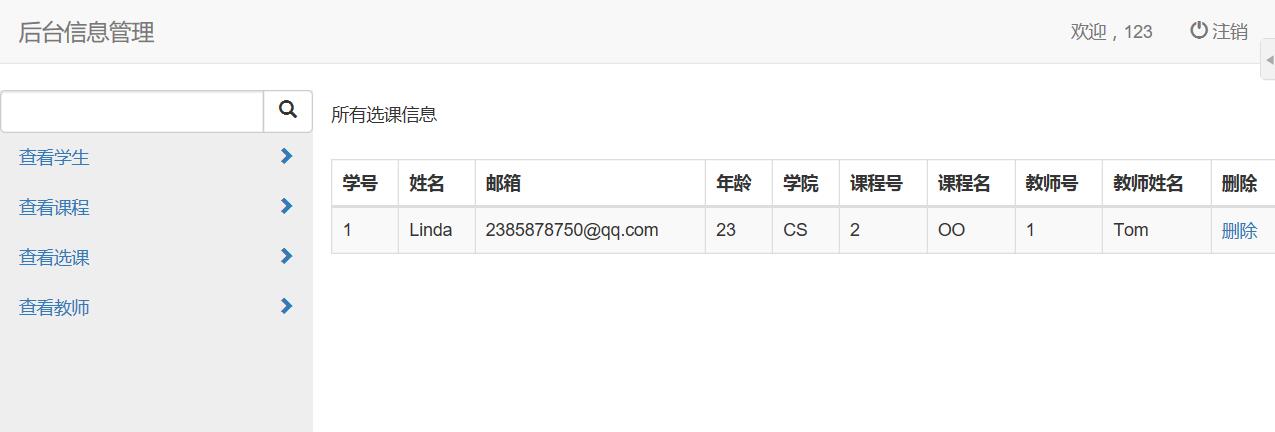 后台信息管理 欢迎，123 注销
所有选课信息
查看学生
查看课程
查看选课
查看教师
学号 姓名 邮箱 年龄 学院 课程号 课程名 教师号 教师姓名 删除
1 Linda 2385878750@qq.com 23 CS 2 OO 1 Tom 删除